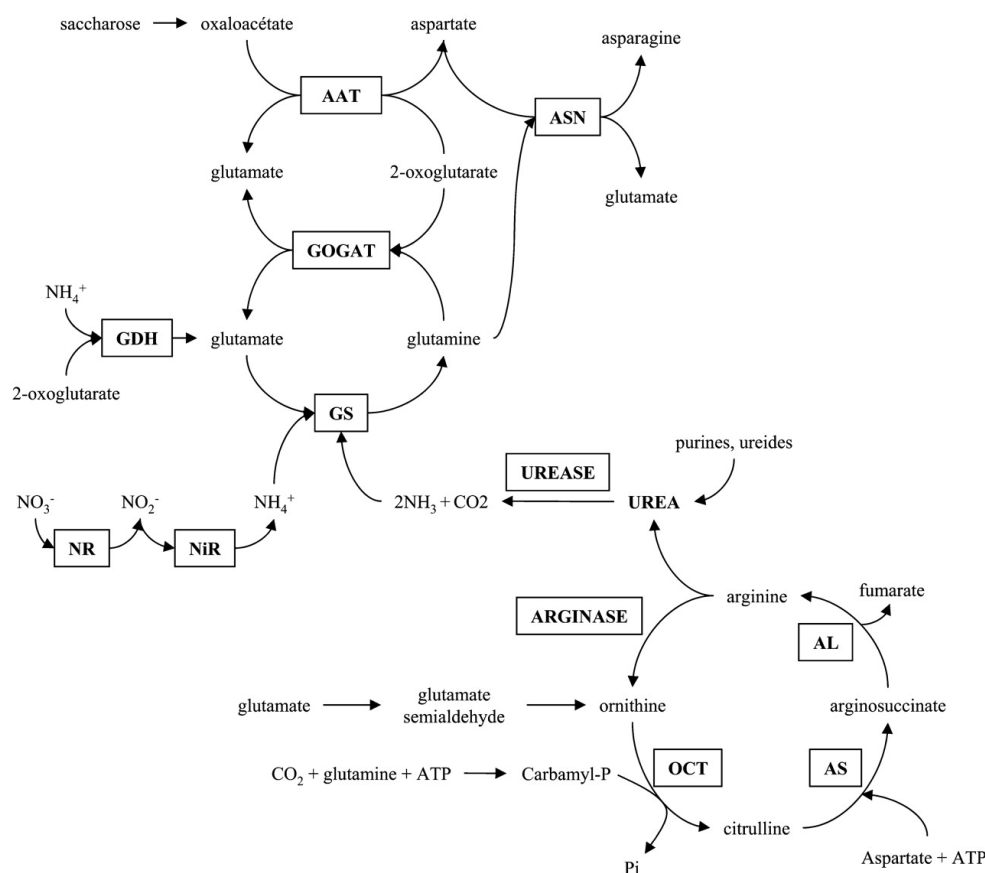 saccharose
oxaloacétate
aspartate
asparagine
AAT
ASN
glutamate
2-oxoglutarate
glutamate
GOGAT
NH₄⁺
GDH
glutamate
glutamine
2-oxoglutarate
GS
purines, ureides
UREASE
NO₃⁻
NO₂⁻
NH₄⁺
2NH₃ + CO2
UREA
NR
NiR
arginine
fumarate
ARGINASE
AL
glutamate
glutamate
semialdehyde
ornithine
arginosuccinate
CO₂ + glutamine + ATP
Carbamyl-P
OCT
AS
citrulline
Pi
Aspartate + ATP